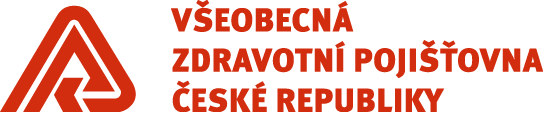 VŠEOBECNÁ
ZDRAVOTNÍ POJIŠŤOVNA
ČESKÉ REPUBLIKY